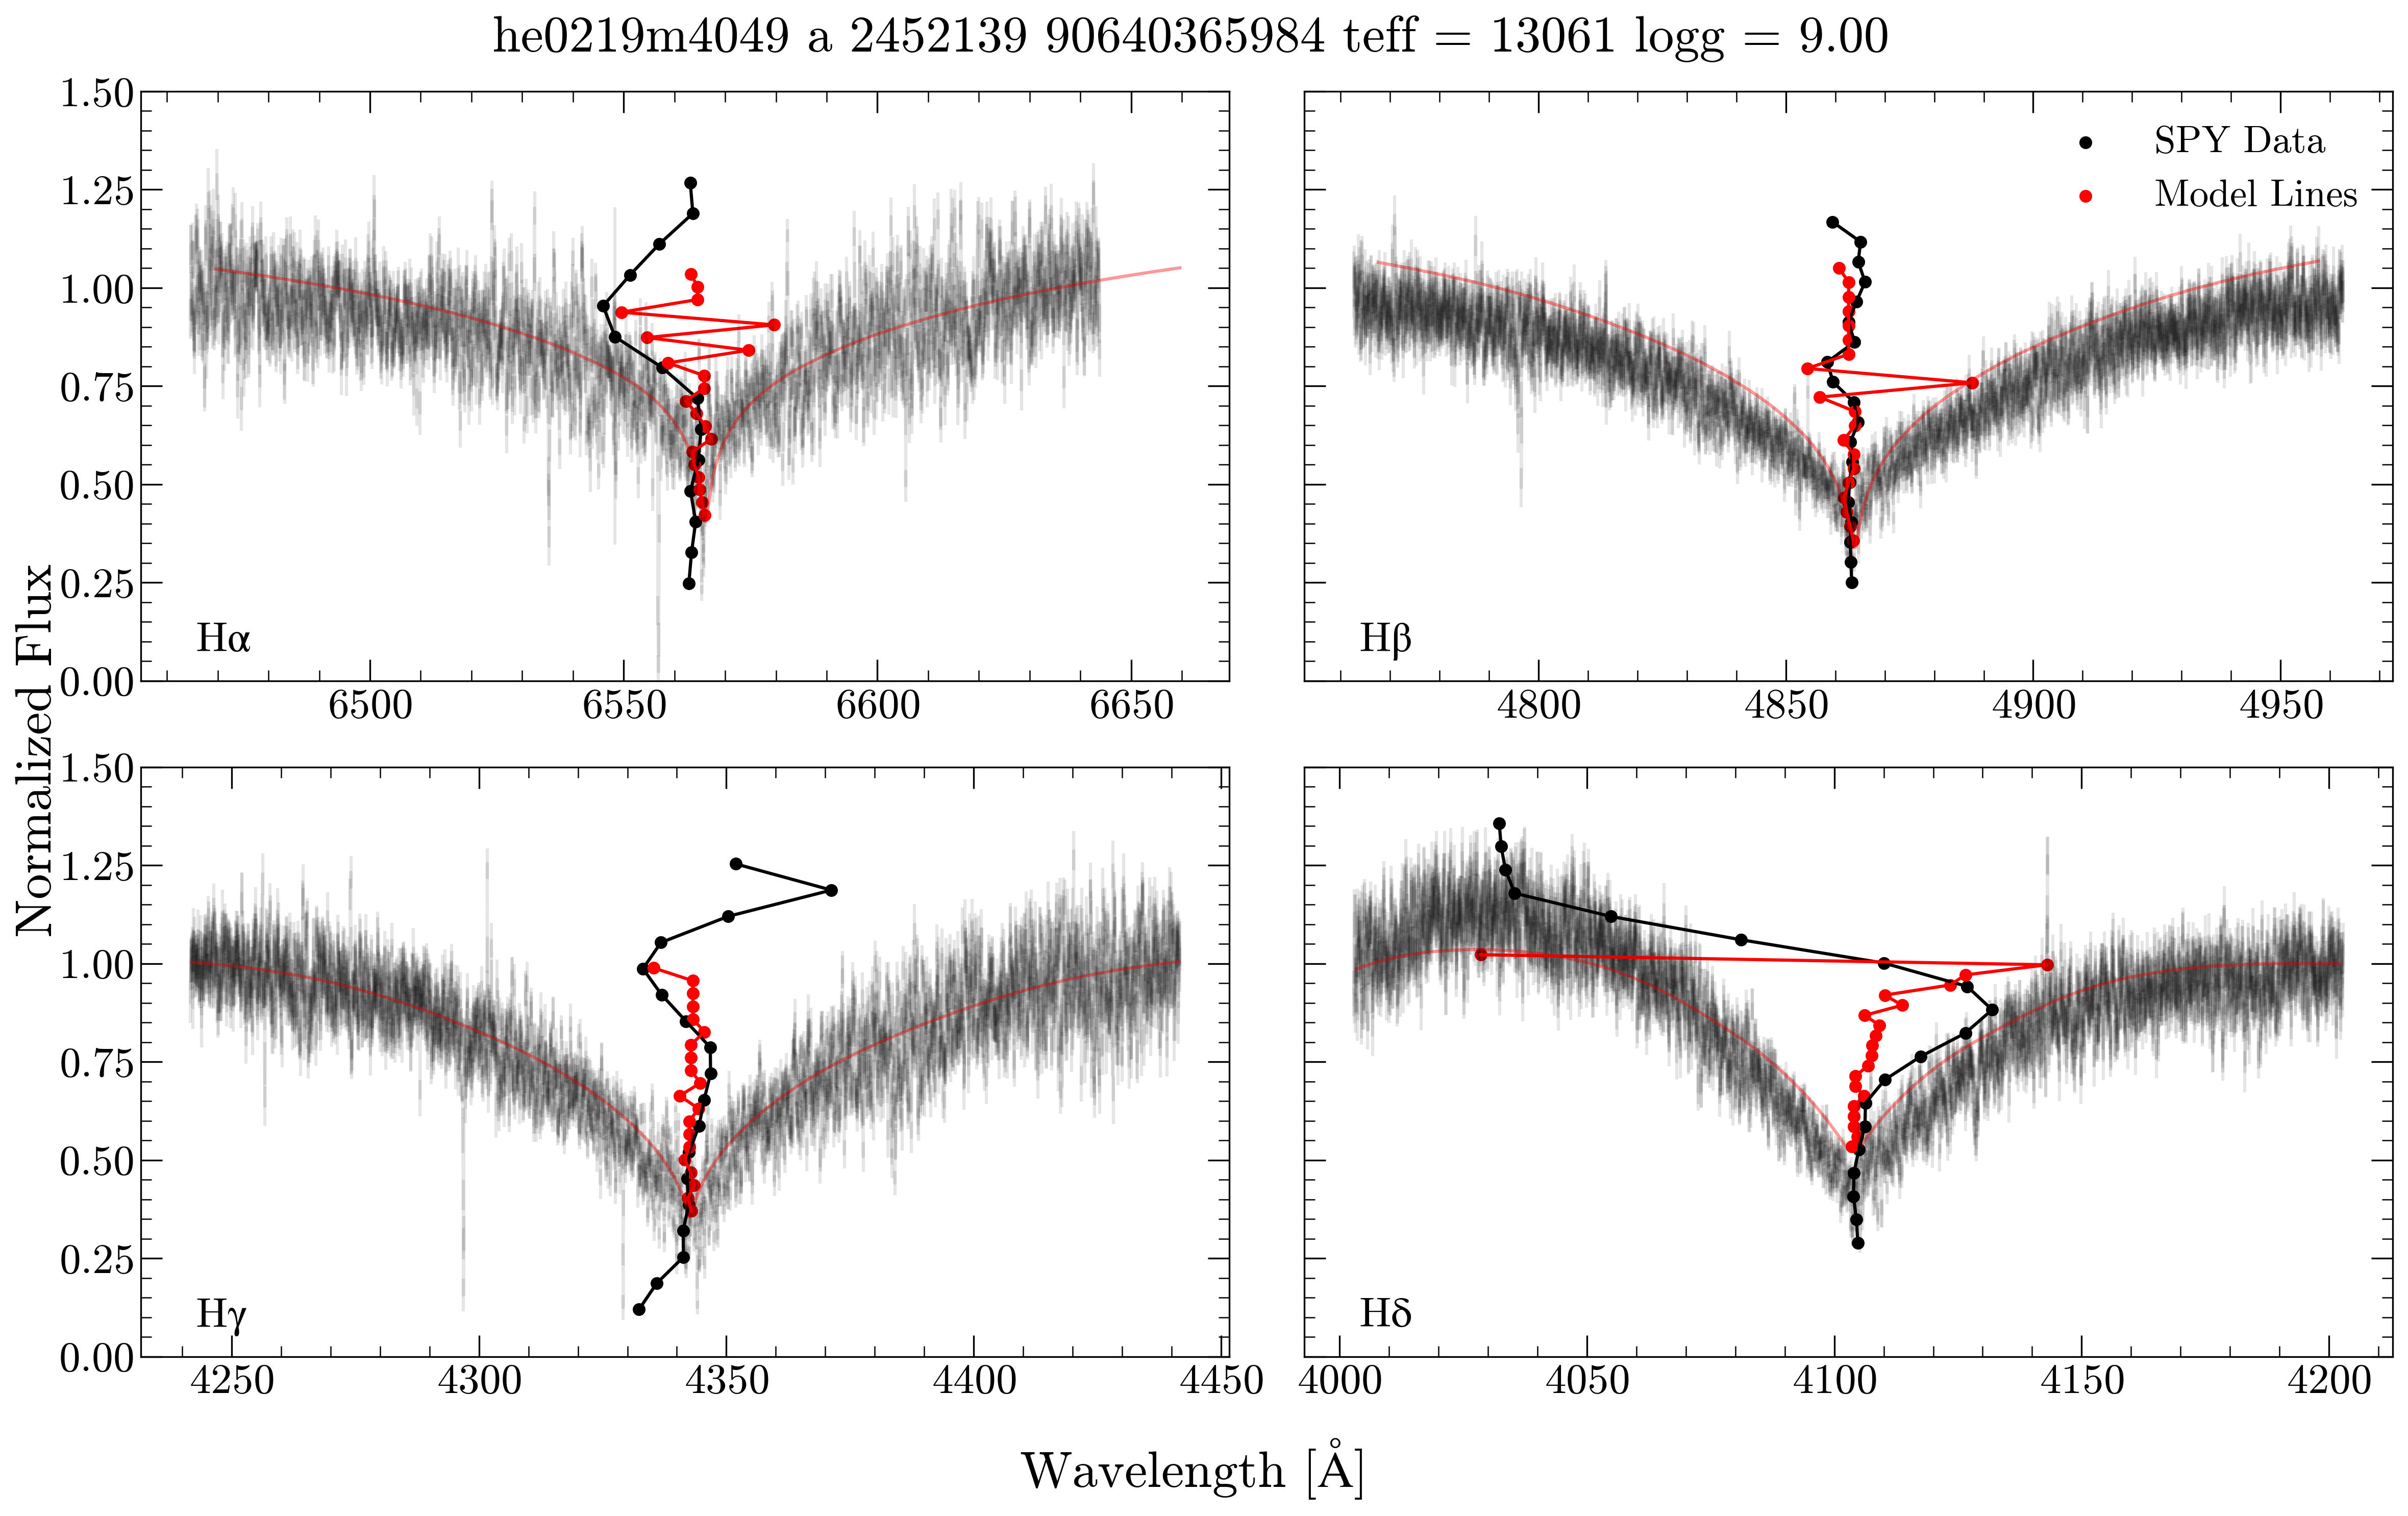 he0219m4049 a 2452139 90640365984 teff = 13061 logg = 9.00
Normalized Flux
1.50
1.25
1.00
0.75
0.50
0.25
0.00
Hα
6500 6550 6600 6650
SPY Data
Model Lines
Hβ
4800 4850 4900 4950
1.50
1.25
1.00
0.75
0.50
0.25
0.00
Hγ
4250 4300 4350 4400 4450
Hδ
4000 4050 4100 4150 4200
Wavelength [Å]